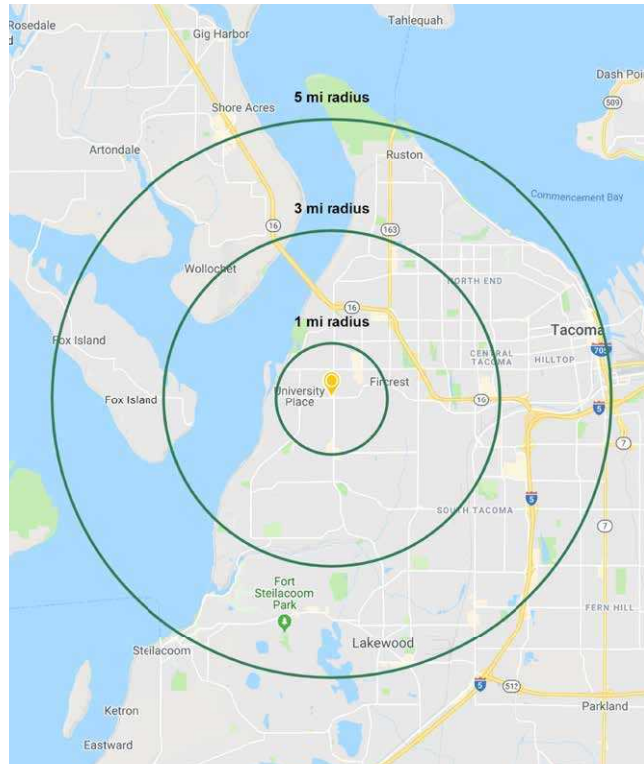 Rosedale
Gig Harbor
Tahlequah
5 mi radius
Dash Poi
509
Shore Acres
16
Artondale
Ruston
Commencement Bay
3 mi radius
16
163
Wollochet
NORTH END
16
1 mi radius
Tacoma
705
Fox Island
CENTRAL
TACOMA
HILLTOP
Fircrest
University
Place
Fox Island
16
5
7
5
SOUTH TACOMA
7
Fort
Steilacoom
Park
FERN HILL
Steilacoom
Lakewood
5
512
Ketron
Parkland
Eastward